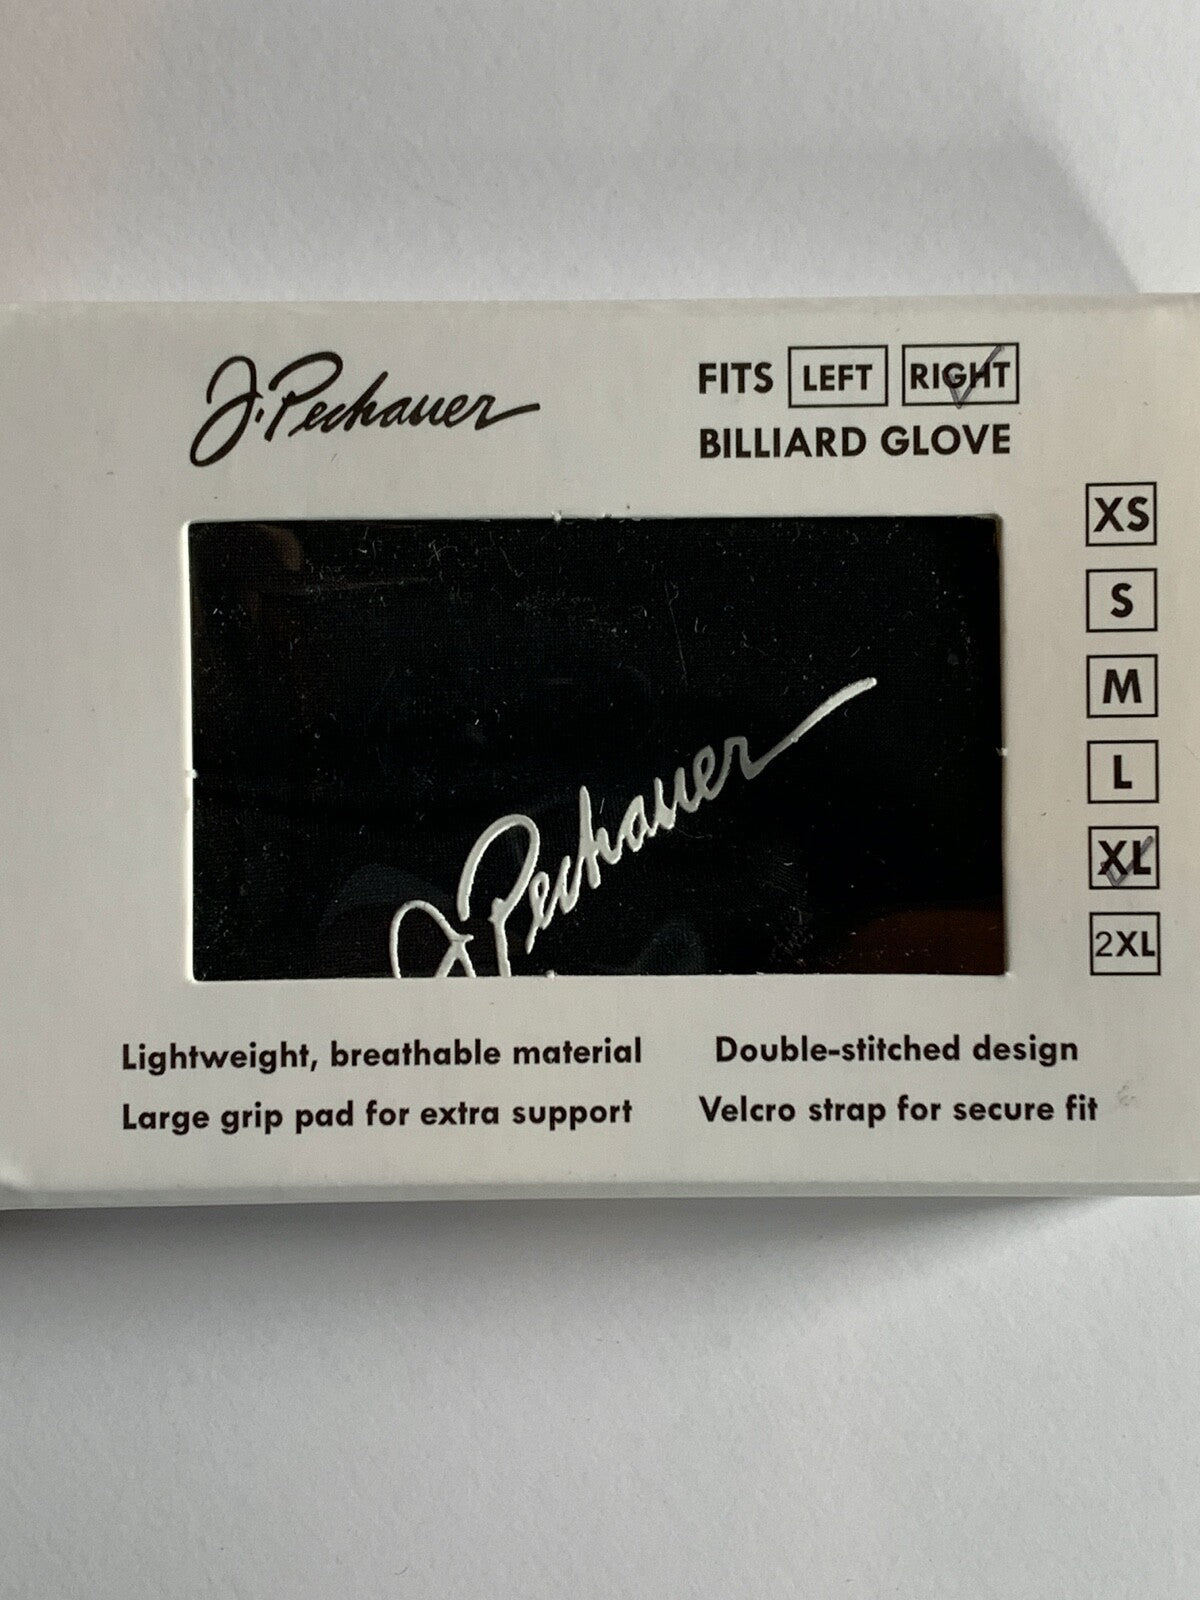 J. Pechauer
FITS LEFT RIGHT
BILLIARD GLOVE
XS
S
M
L
XL
2XL
J. Pechauer
Lightweight, breathable material
Large grip pad for extra support
Double-stitched design
Velcro strap for secure fit